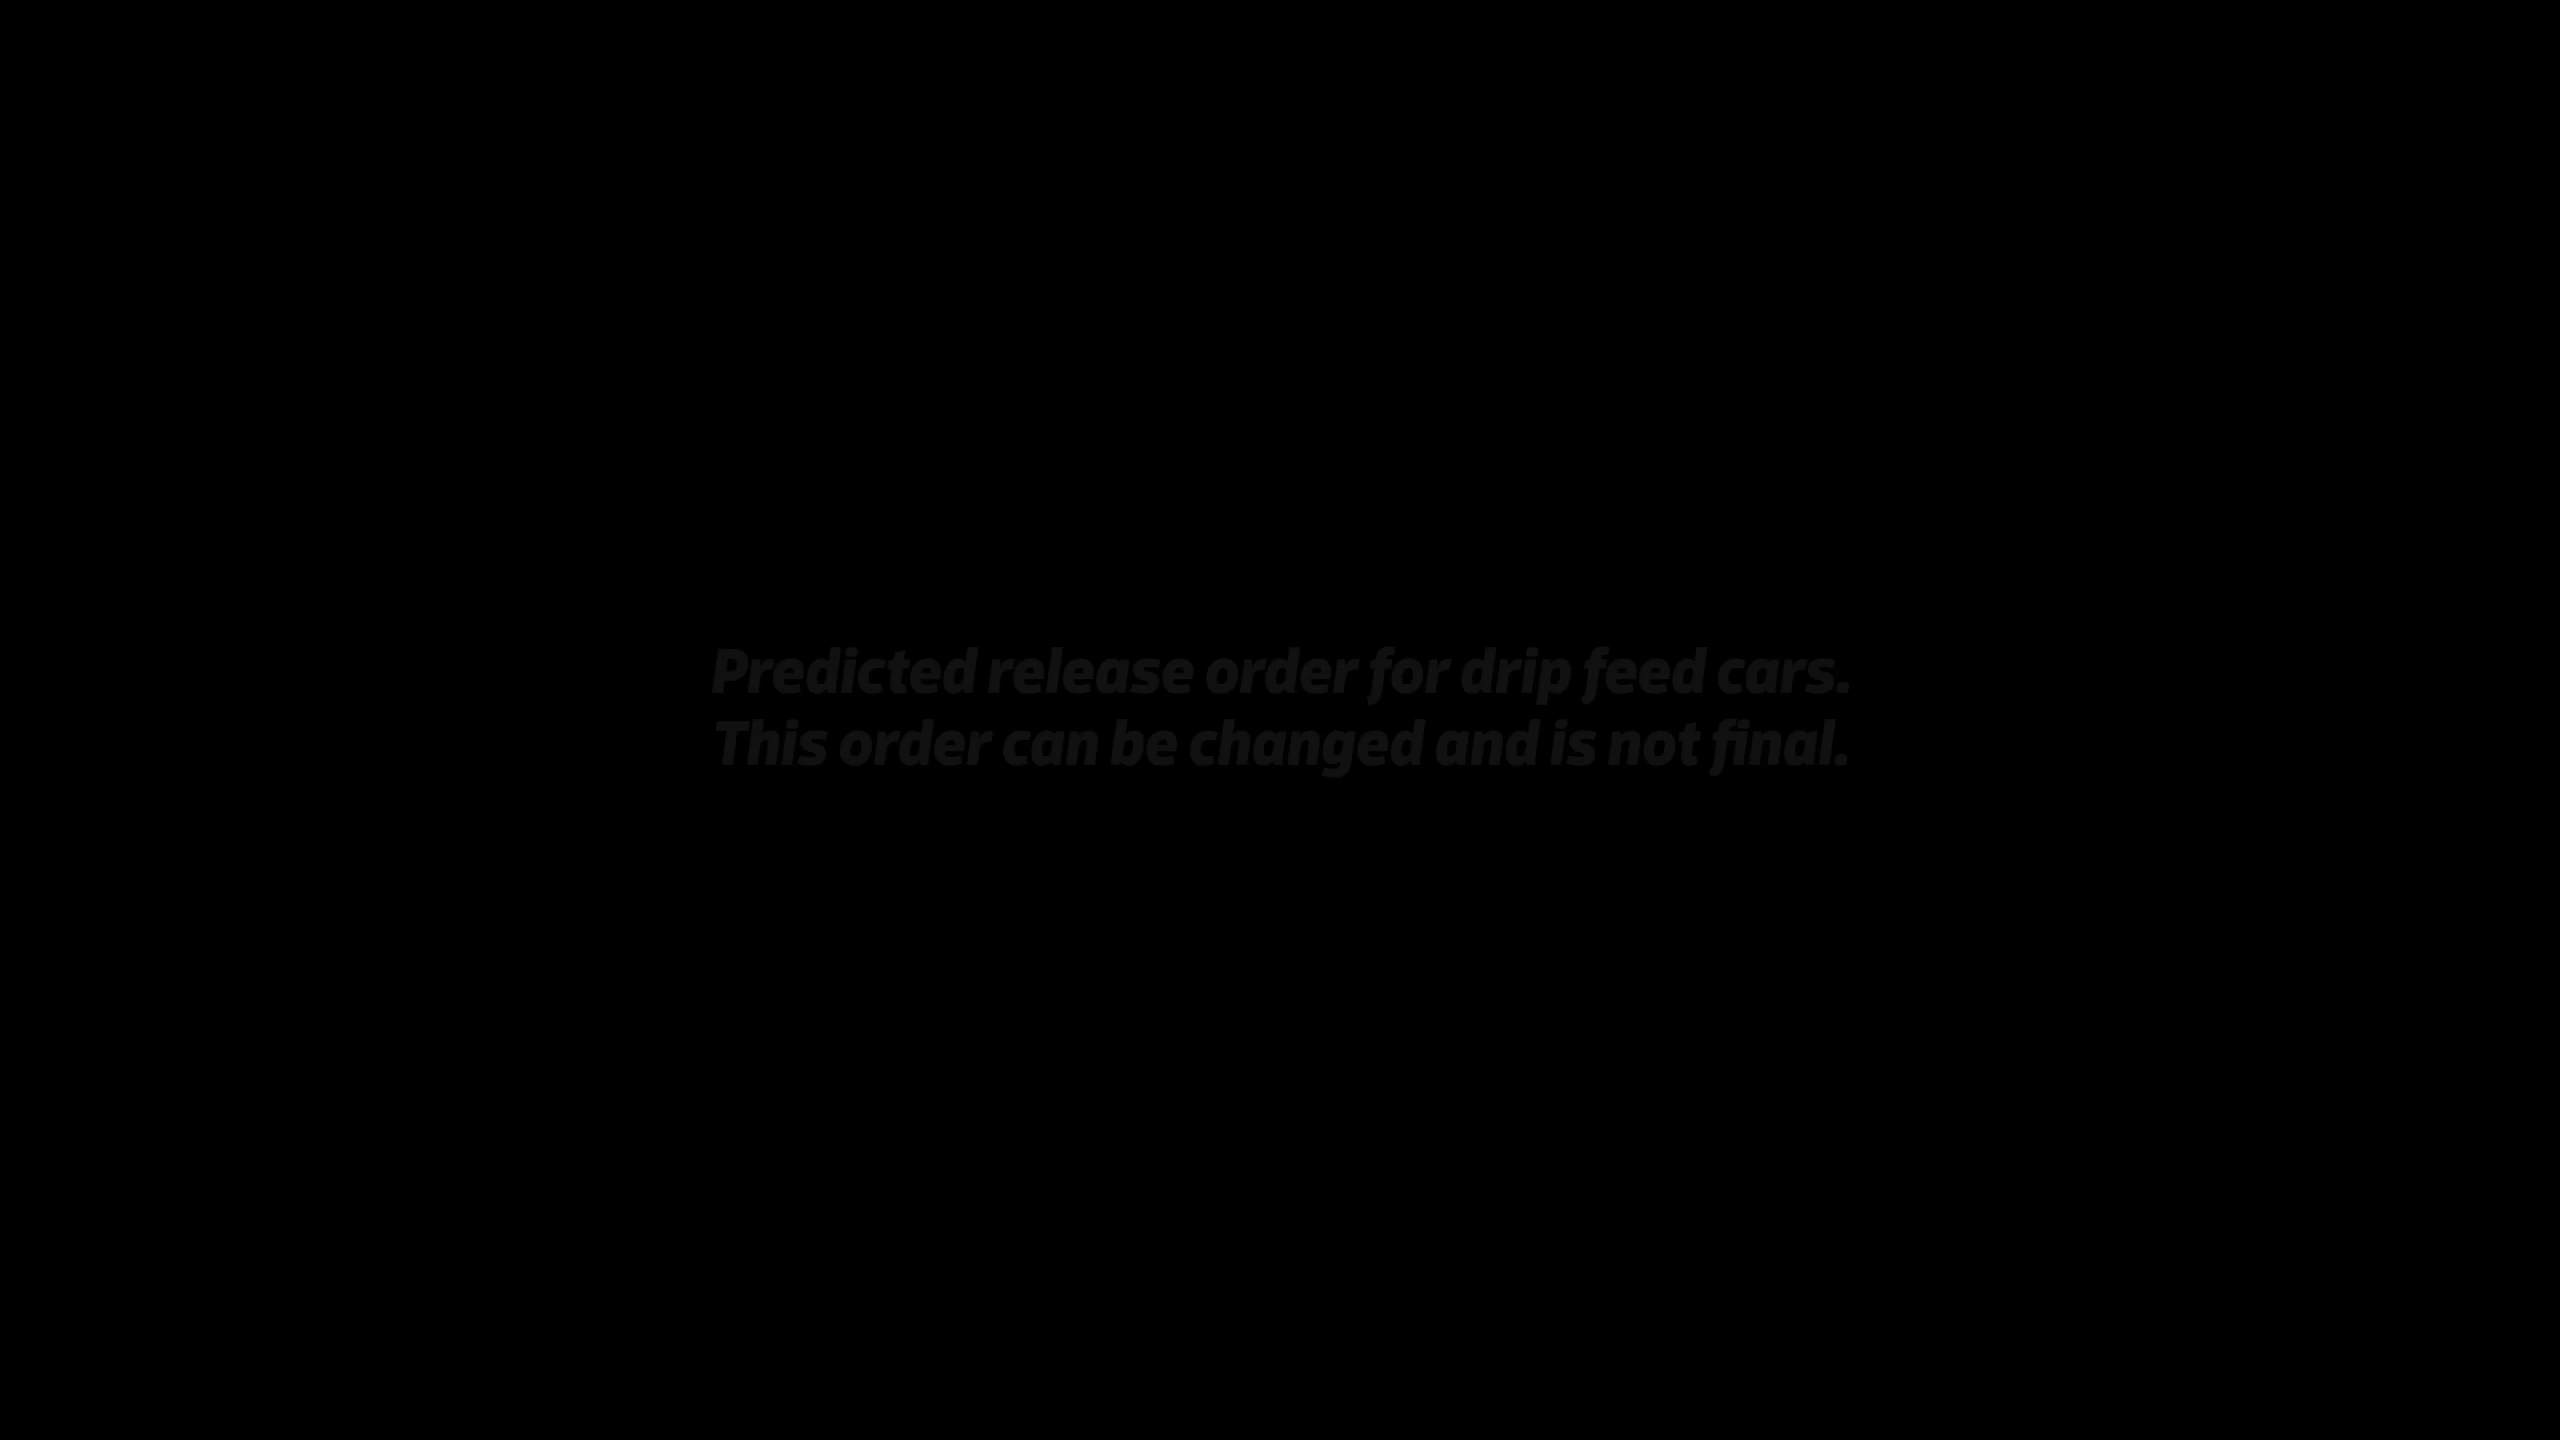 Predicted release order for drip feed cars.
This order can be changed and is not final.